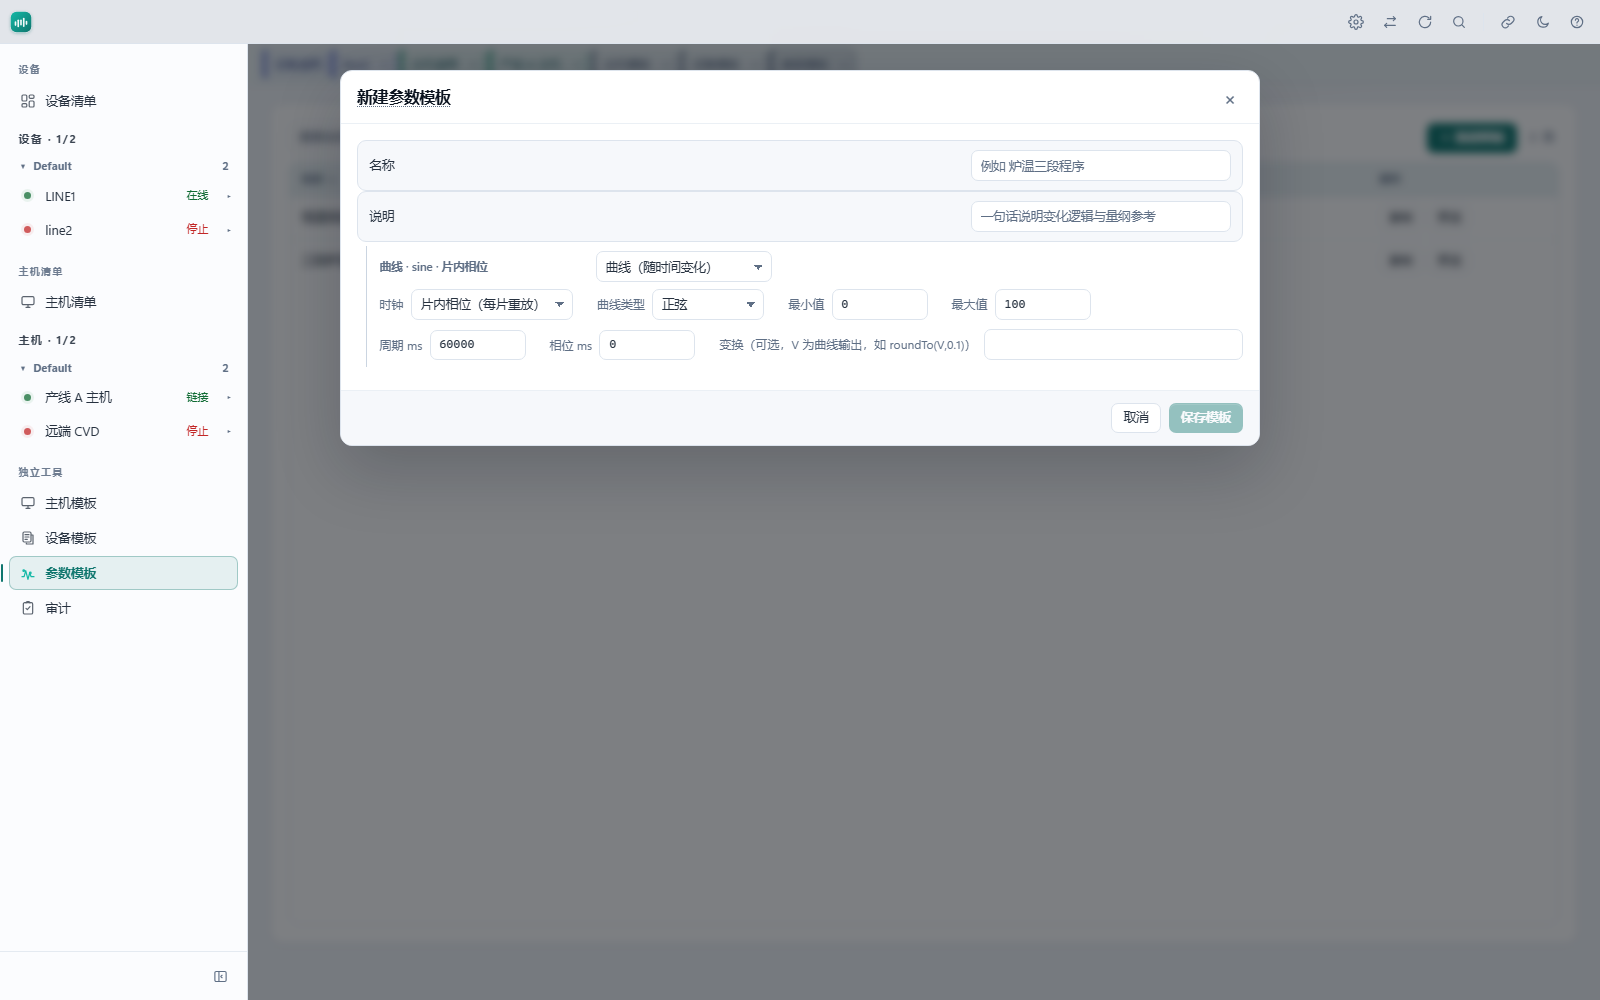 设备
设备清单
设备 · 1/2
Default 2
LINE1 在线
line2 停止
主机清单
主机清单
主机 · 1/2
Default 2
产线 A 主机 链接
远端 CVD 停止
独立工具
主机模板
设备模板
参数模板
审计
新建参数模板
名称 例如 炉温三段程序
说明 一句话说明变化逻辑与量纲参考
曲线 · sine · 片内相位 曲线（随时间变化）
时钟 片内相位（每片重放） 曲线类型 正弦 最小值 0 最大值 100
周期 ms 60000 相位 ms 0 变换（可选，V 为曲线输出，如 roundTo(V,0.1)）
取消 保存模板